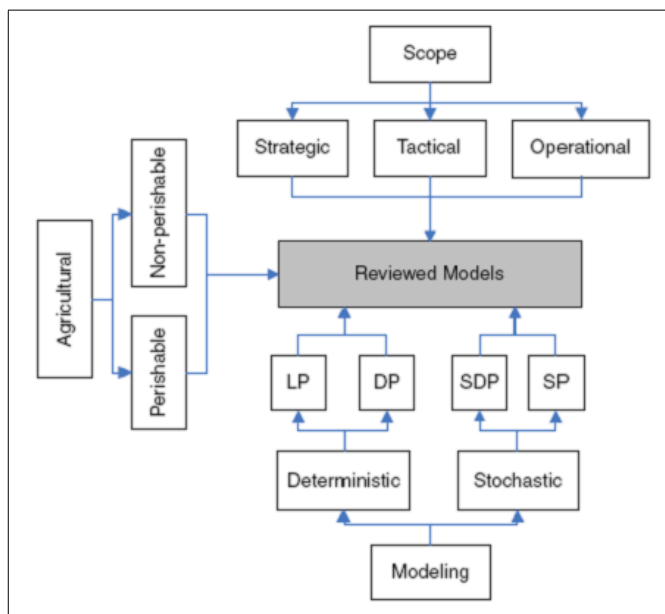 Scope
Strategic
Tactical
Operational
Non-perishable
Agricultural
Perishable
Reviewed Models
LP
DP
SDP
SP
Deterministic
Stochastic
Modeling